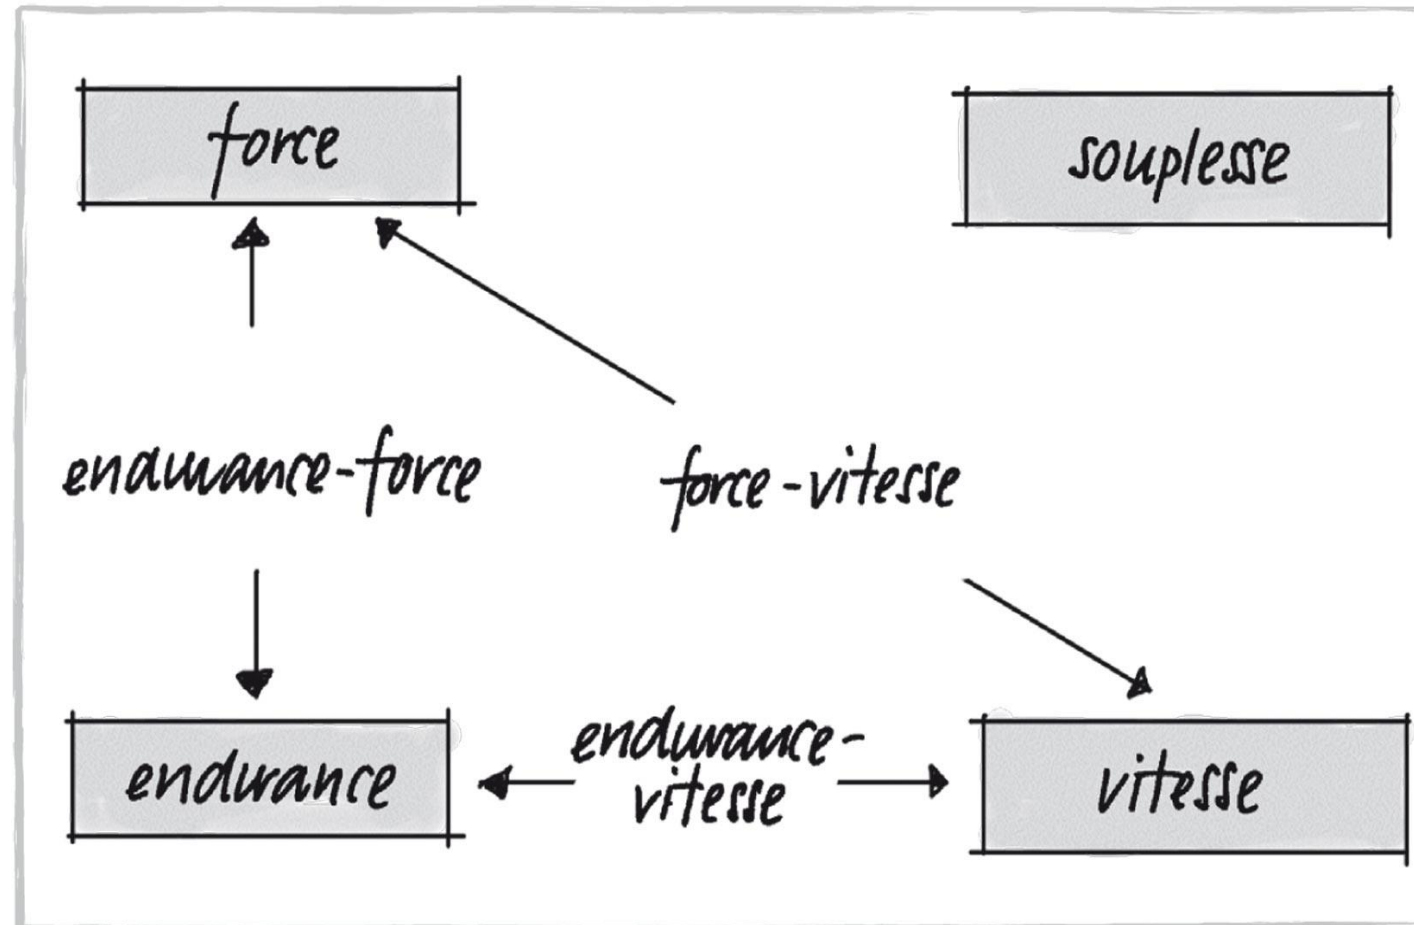 force
souplesse
endurance-force
force-vitesse
endurance-
vitesse
endurance
vitesse